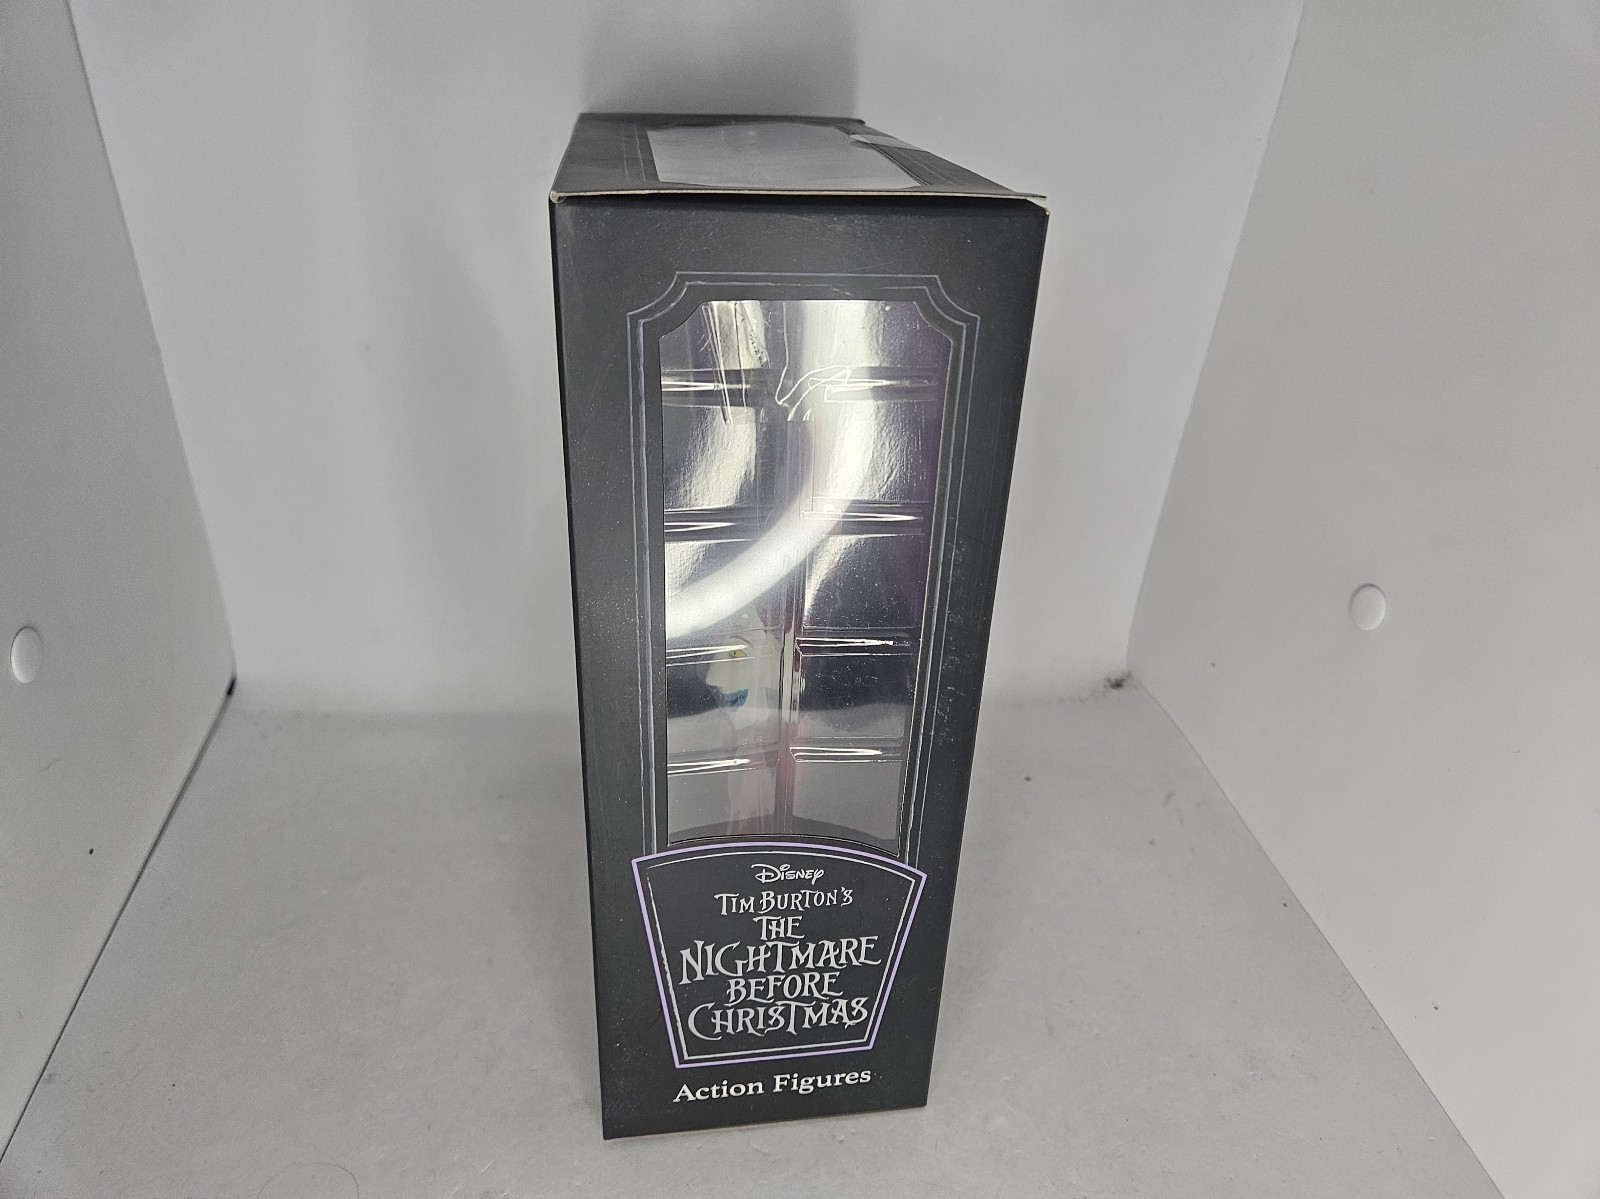 Disney
Tim Burton's
The
Nightmare
Before
Christmas
Action Figures